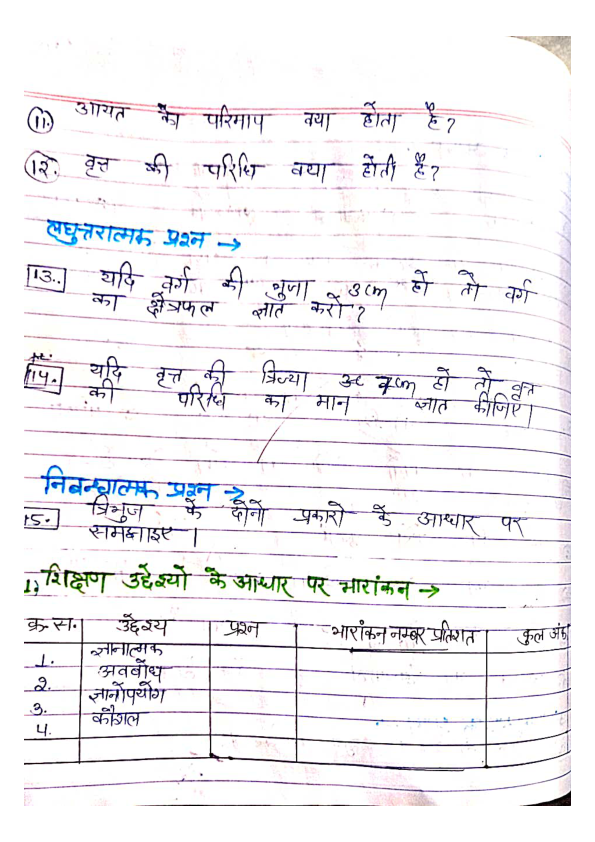 11. आयत का परिमाप क्या होता है?
12. वृत्त की परिधि क्या होती है?
लघुत्तरात्मक प्रश्न →
13. यदि वर्ग की भुजा 3cm हो तो वर्ग
का क्षेत्रफल ज्ञात करो?
14. यदि वृत्त की त्रिज्या 7cm हो तो वृत्त
की परिधि का मान ज्ञात कीजिए।
निबन्धात्मक प्रश्न →
15. त्रिभुज के दोनो प्रकारो के आधार पर
समझाइए।
1. शिक्षण उद्देश्यो के आधार पर भारांकन →
क्र.स. उद्देश्य प्रश्न भारांकन नम्बर प्रतिशत कुल अंक
1. ज्ञानात्मक
2. अवबोध
3. ज्ञानोपयोग
4. कौशल